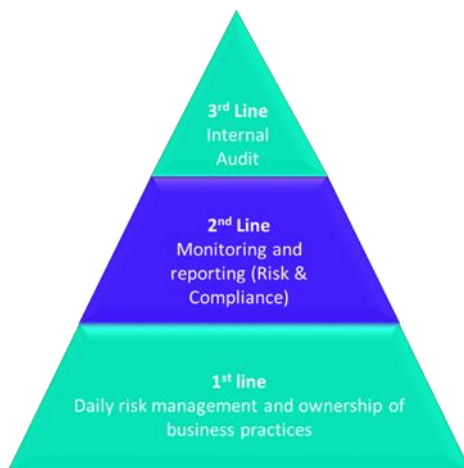 3rd Line
Internal
Audit
2nd Line
Monitoring and
reporting (Risk &
Compliance)
1st line
Daily risk management and ownership of
business practices